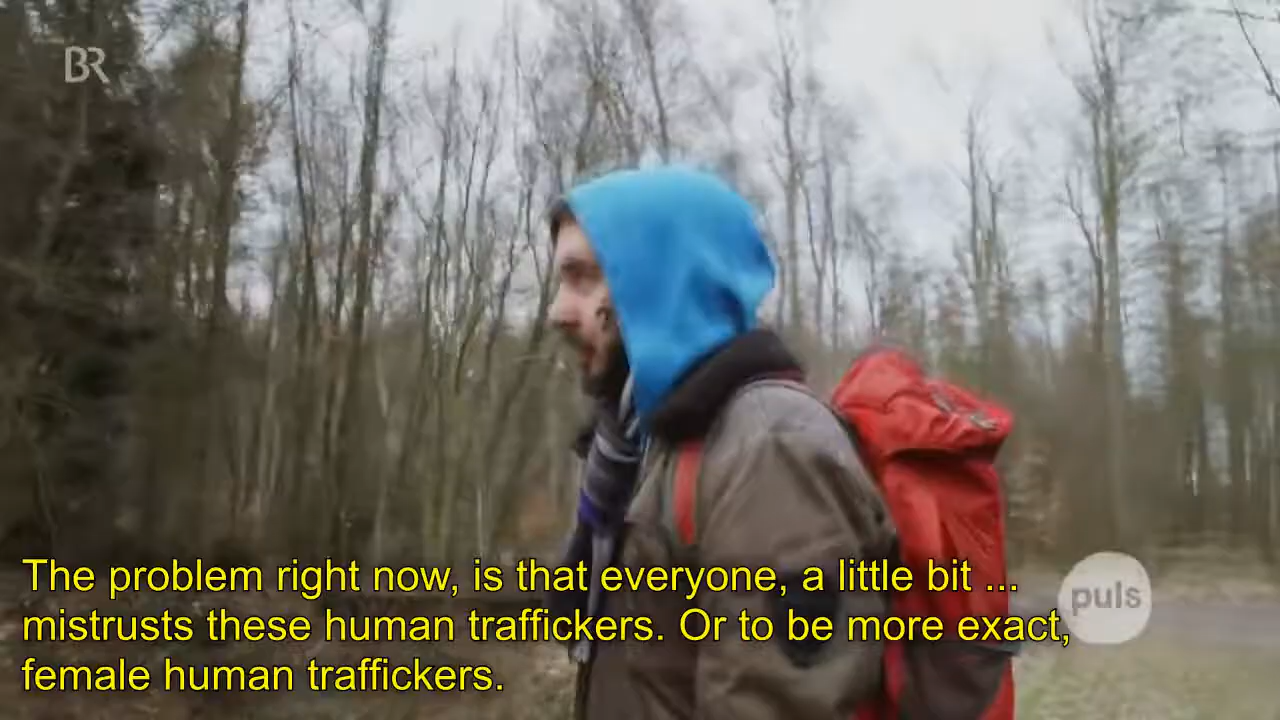 BR
The problem right now, is that everyone, a little bit ...
mistrusts these human traffickers. Or to be more exact,
puls
female human traffickers.